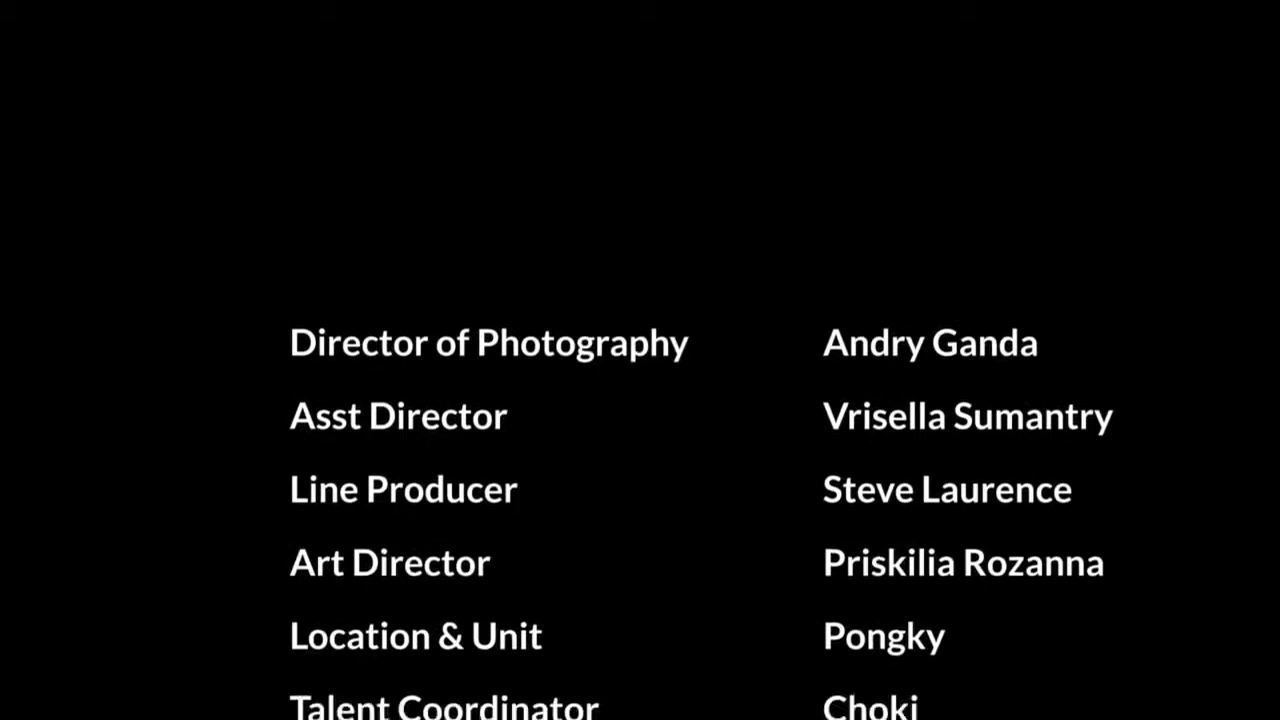 Director of Photography Andry Ganda
Asst Director Vrisella Sumantry
Line Producer Steve Laurence
Art Director Priskilia Rozanna
Location & Unit Pongky
Talent Coordinator Choki